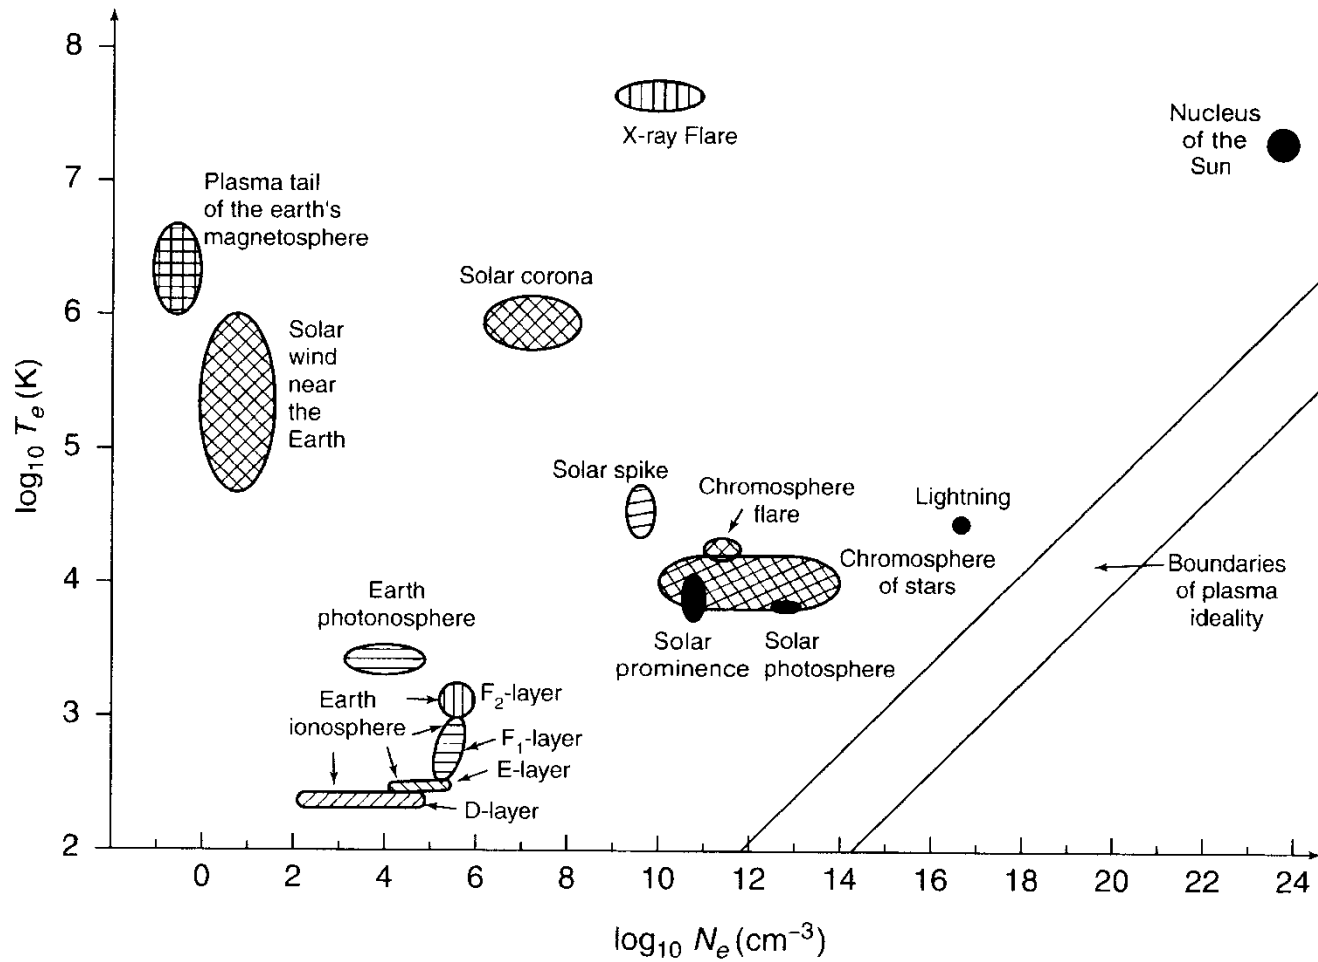 8
7
6
5
4
3
2
log10 Te (K)
X-ray Flare
Nucleus
of the
Sun
Plasma tail
of the earth's
magnetosphere
Solar corona
Solar
wind
near
the
Earth
Solar spike
Chromosphere
flare
Lightning
Chromosphere
of stars
Boundaries
of plasma
ideality
Earth
photonosphere
Solar
prominence
Solar
photosphere
Earth
ionosphere
F2-layer
F1-layer
E-layer
D-layer
0 2 4 6 8 10 12 14 16 18 20 22 24
log10 Ne (cm−3)